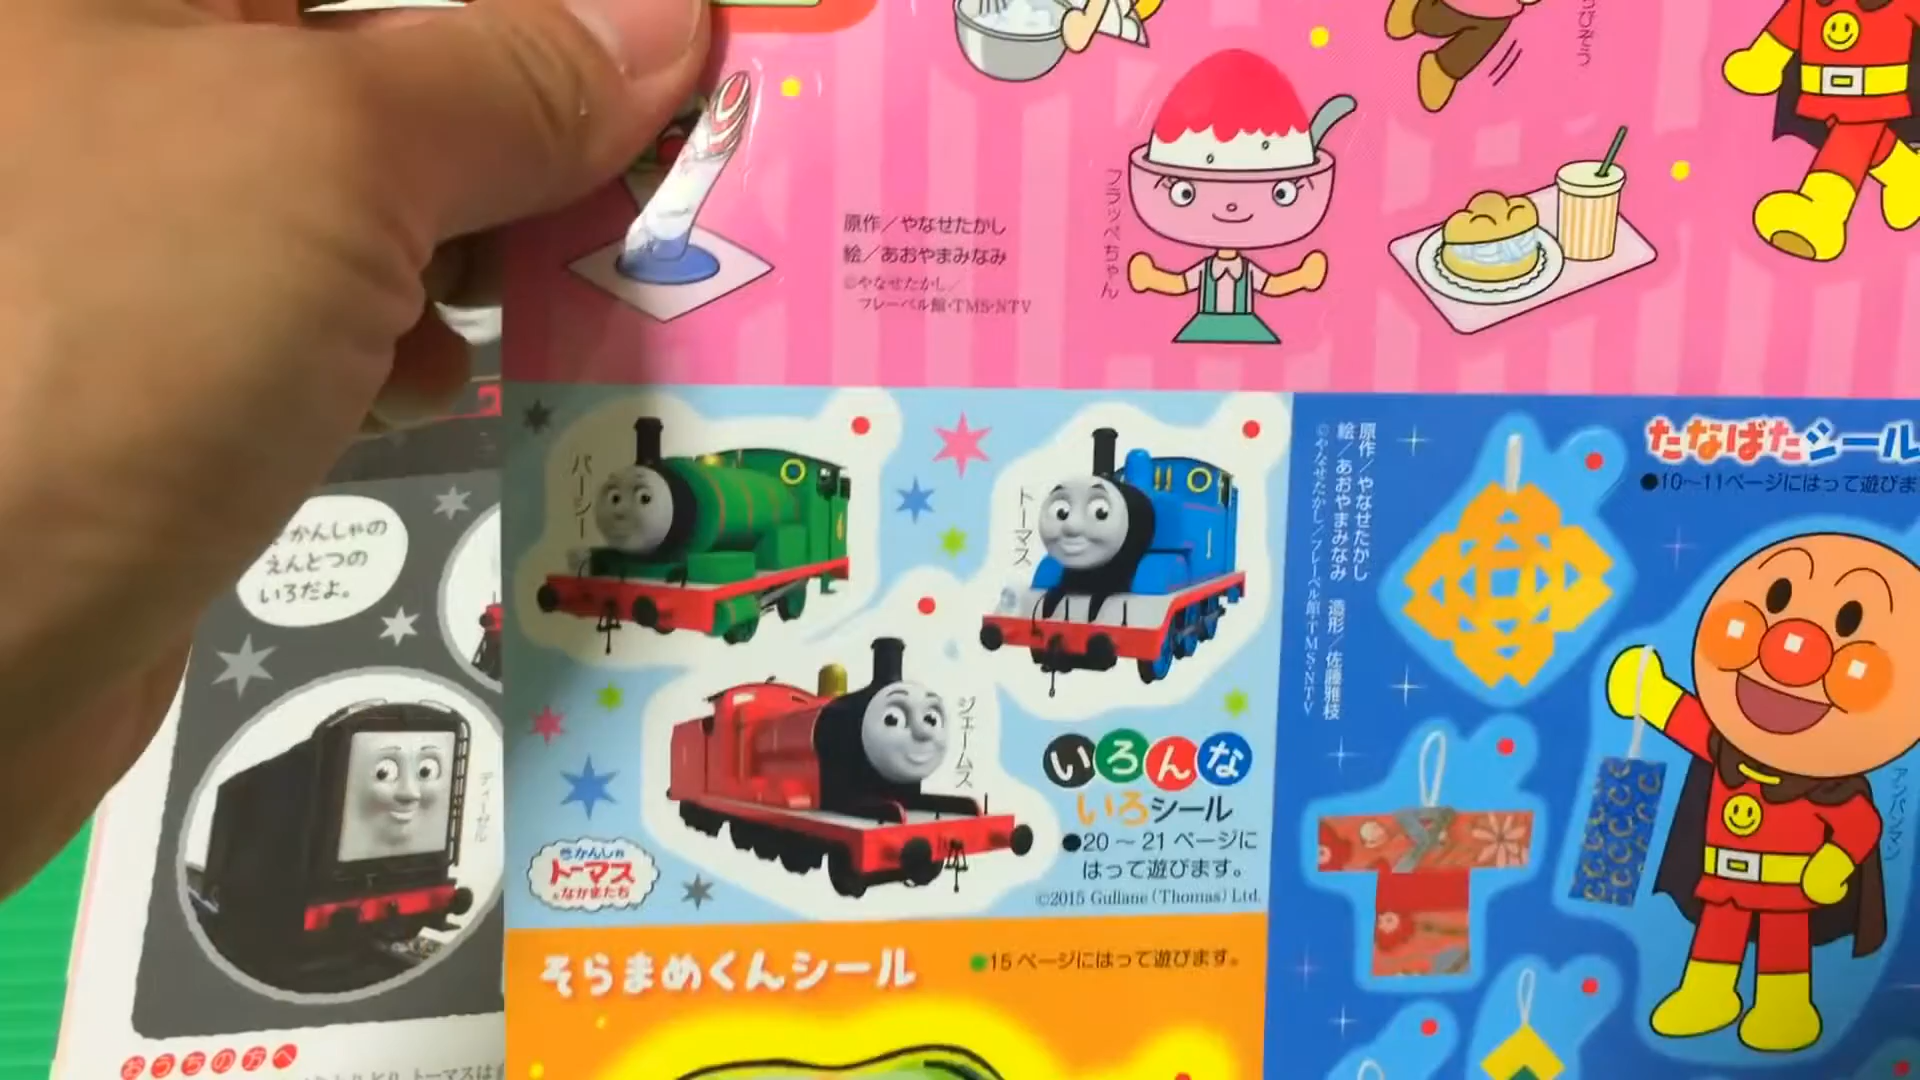 原作／やなせたかし
絵／あおやまみなみ
©やなせたかし／
フレーベル館・TMS・NTV
フラッペちゃん
パーシー
トーマス
ジェームス
いろんな
いろシール
●20～21ページに
はって遊びます。
©2015 Gullane (Thomas) Ltd.
きかんしゃ
トーマス
なかまたち
原作／やなせたかし
絵／あおやまみなみ 造形／佐藤雅枝
©やなせたかし／フレーベル館・TMS・NTV
たなばたシール
●10～11ページにはって遊びま
アンパンマン
そらまめくんシール
●15ページにはって遊びます。
かんしゃの
えんとつの
いろだよ。
ディーゼル
おうちの方へ